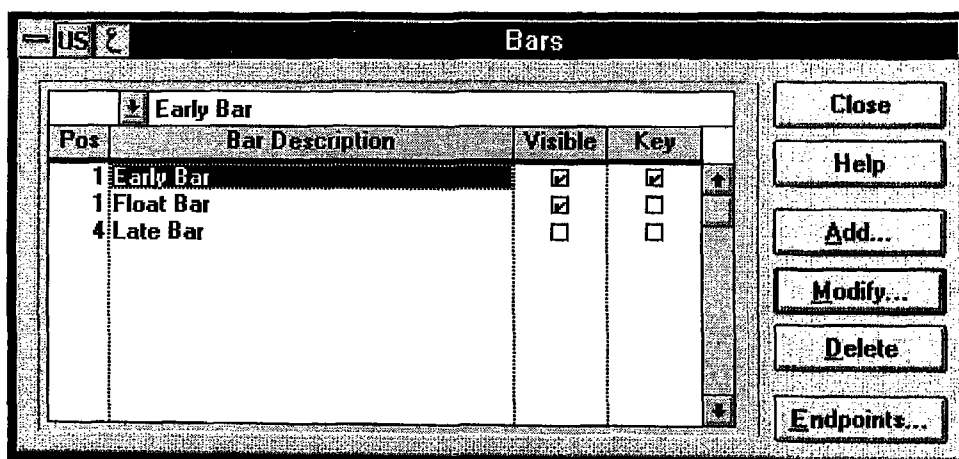 US ع Bars
Early Bar
Pos Bar Description Visible Key
1 Early Bar
1 Float Bar
4 Late Bar
Close
Help
Add...
Modify...
Delete
Endpoints...